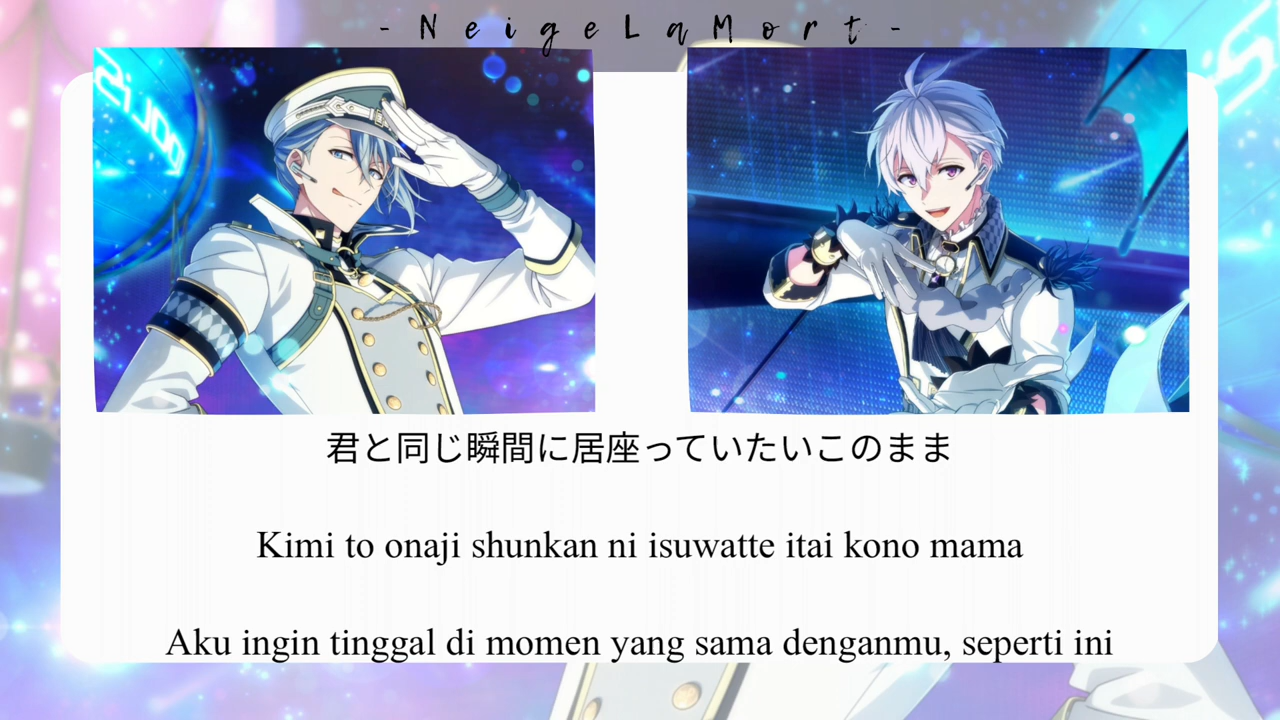 - NeigeLaMort -
君と同じ瞬間に居座っていたいこのまま
Kimi to onaji shunkan ni isuwatte itai kono mama
Aku ingin tinggal di momen yang sama denganmu, seperti ini